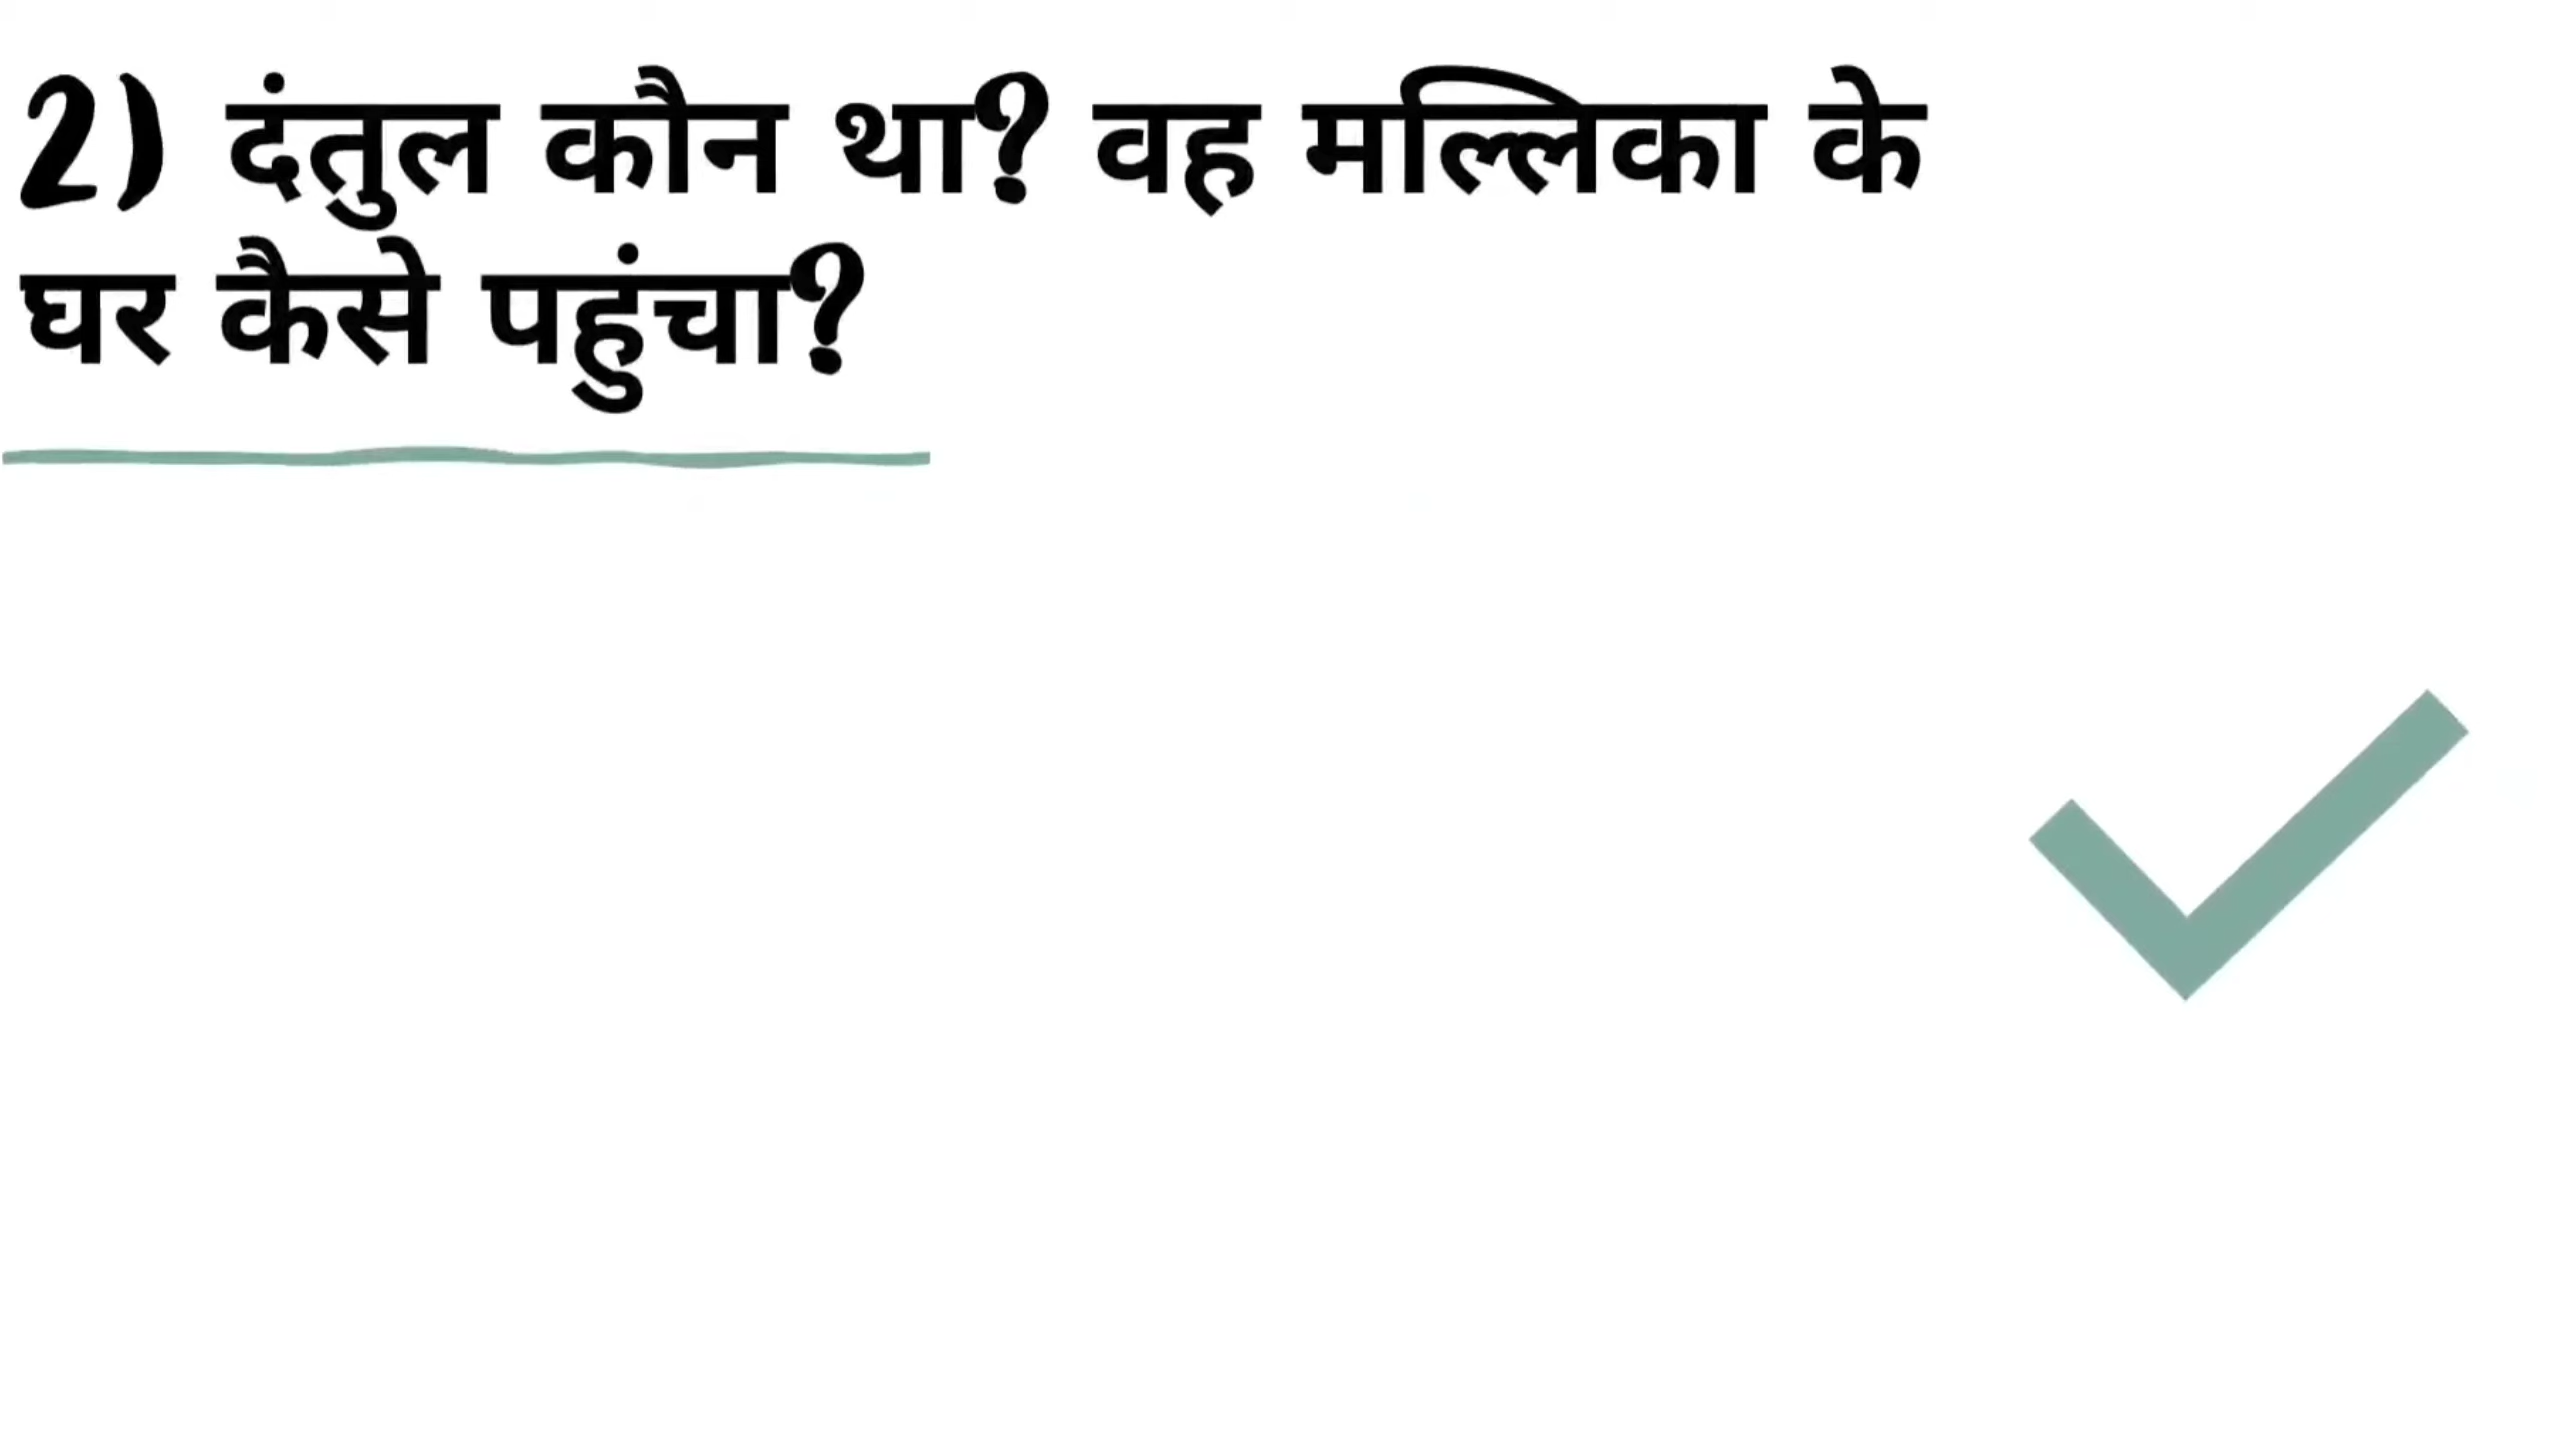 2) दंतुल कौन था? वह मल्लिका के
घर कैसे पहुंचा?